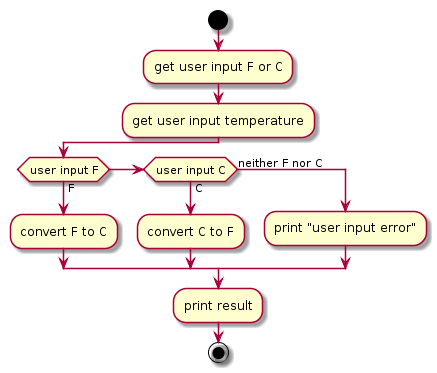 get user input F or C
get user input temperature
user input F
user input C
neither F nor C
F
C
convert F to C
convert C to F
print "user input error"
print result